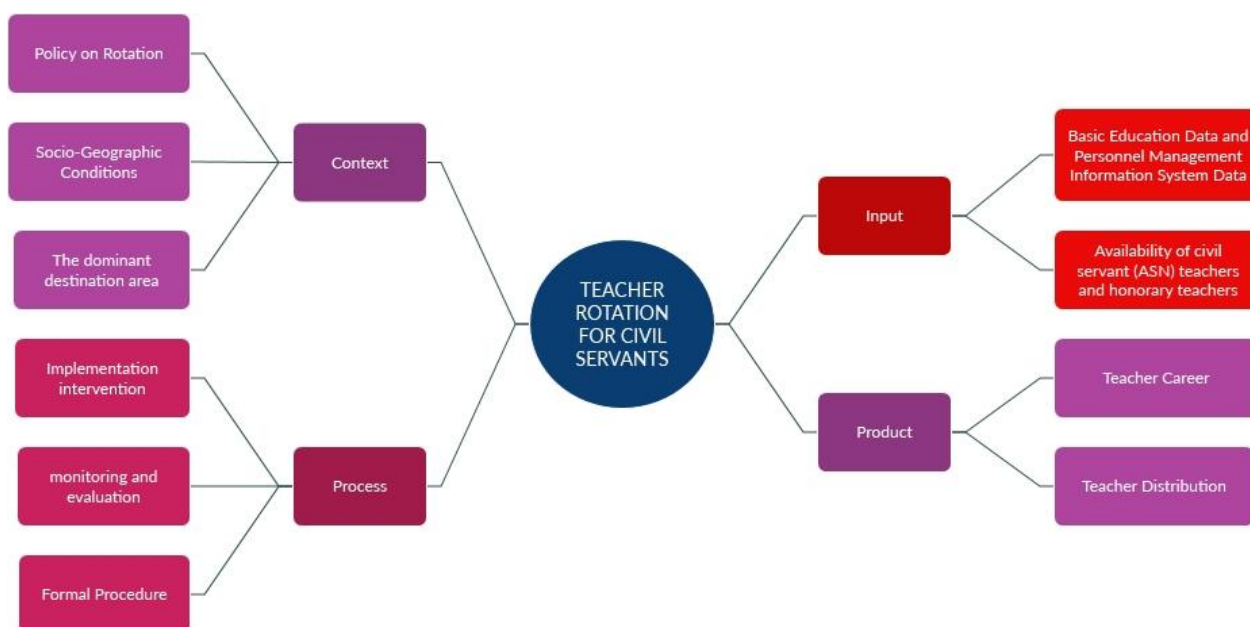 Policy on Rotation
Socio-Geographic
Conditions
The dominant
destination area
Context
Implementation
intervention
monitoring and
evaluation
Formal Procedure
Process
TEACHER
ROTATION
FOR CIVIL
SERVANTS
Input
Basic Education Data and
Personnel Management
Information System Data
Availability of civil
servant (ASN) teachers
and honorary teachers
Product
Teacher Career
Teacher Distribution